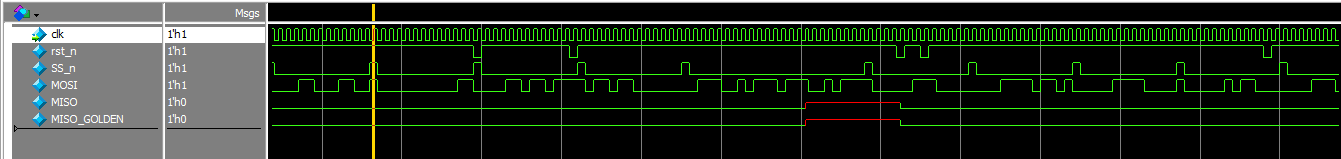 Msgs
clk 1'h1
rst_n 1'h1
SS_n 1'h1
MOSI 1'h1
MISO 1'h0
MISO_GOLDEN 1'h0